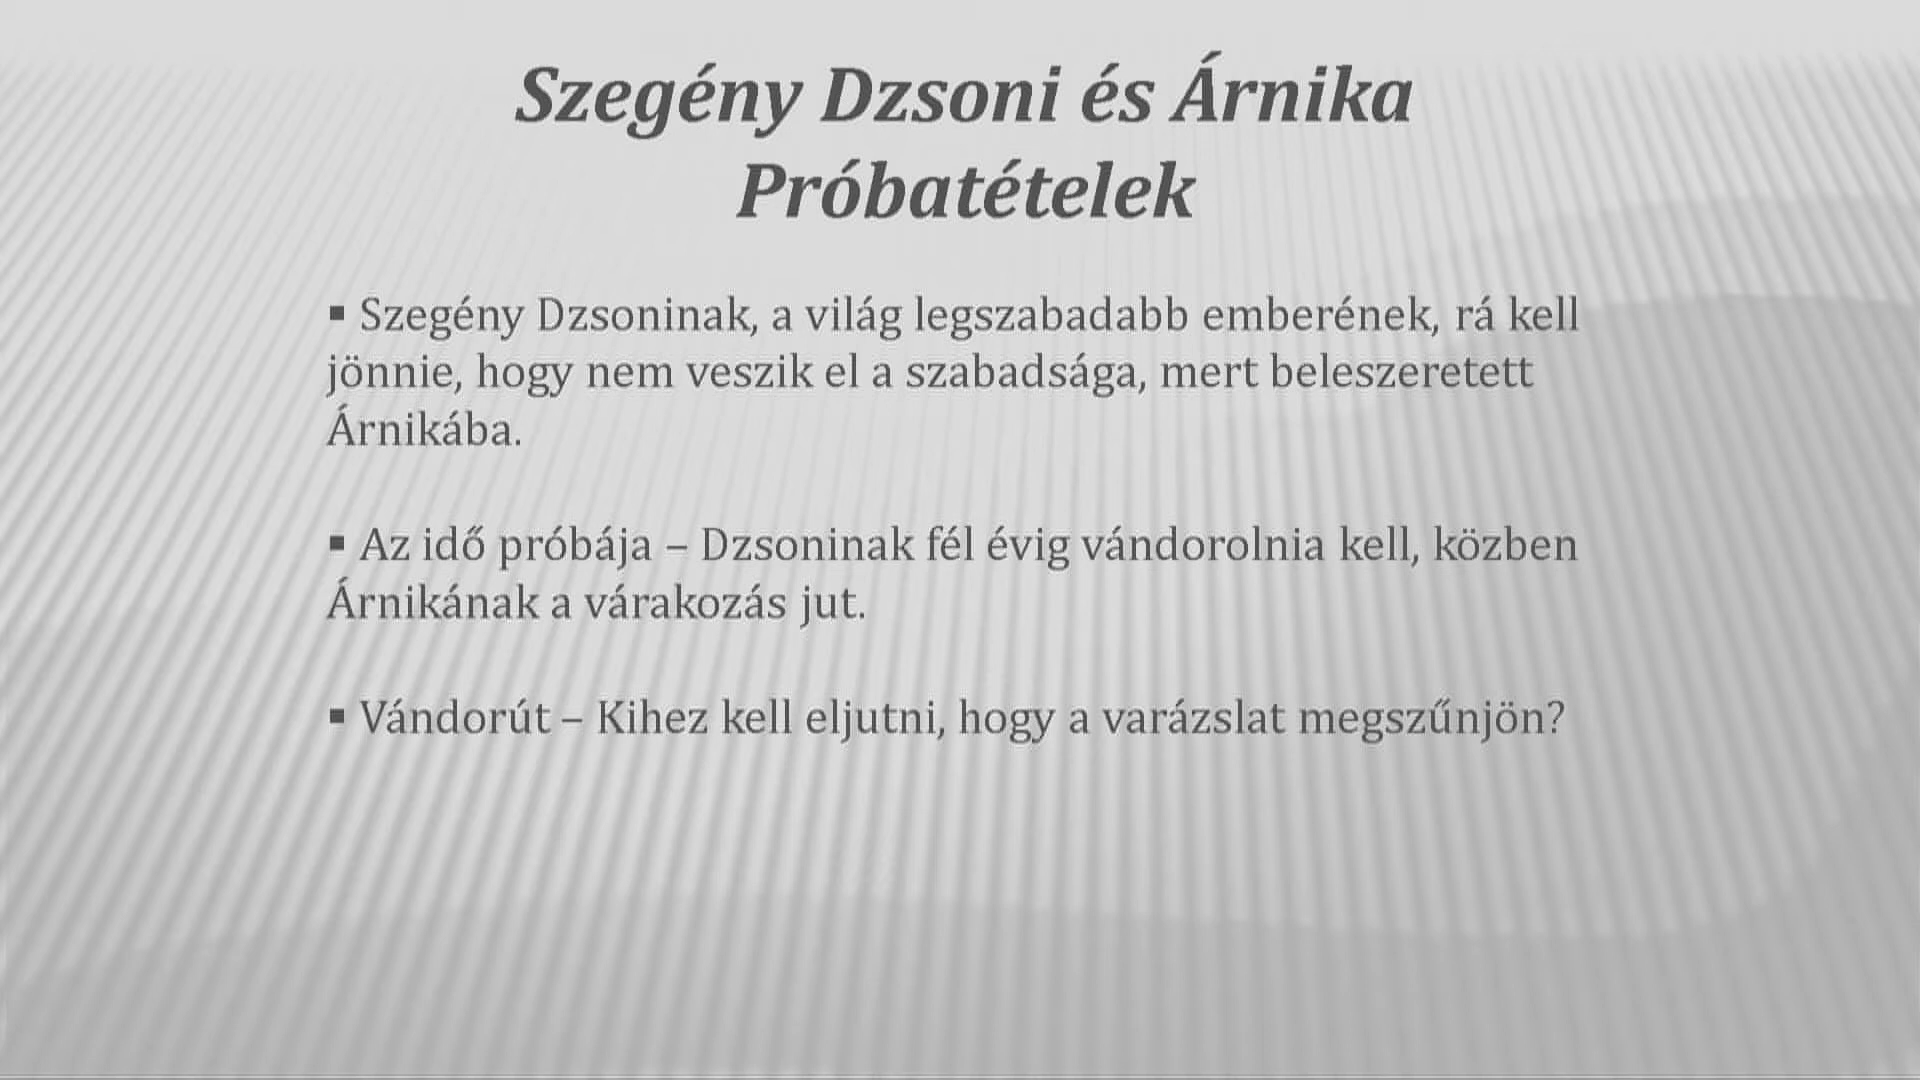 Szegény Dzsoni és Árnika
Próbatételek
▪ Szegény Dzsoninak, a világ legszabadabb emberének, rá kell
jönnie, hogy nem veszik el a szabadsága, mert beleszeretett
Árnikába.
▪ Az idő próbája – Dzsoninak fél évig vándorolnia kell, közben
Árnikának a várakozás jut.
▪ Vándorút – Kihez kell eljutni, hogy a varázslat megszűnjön?